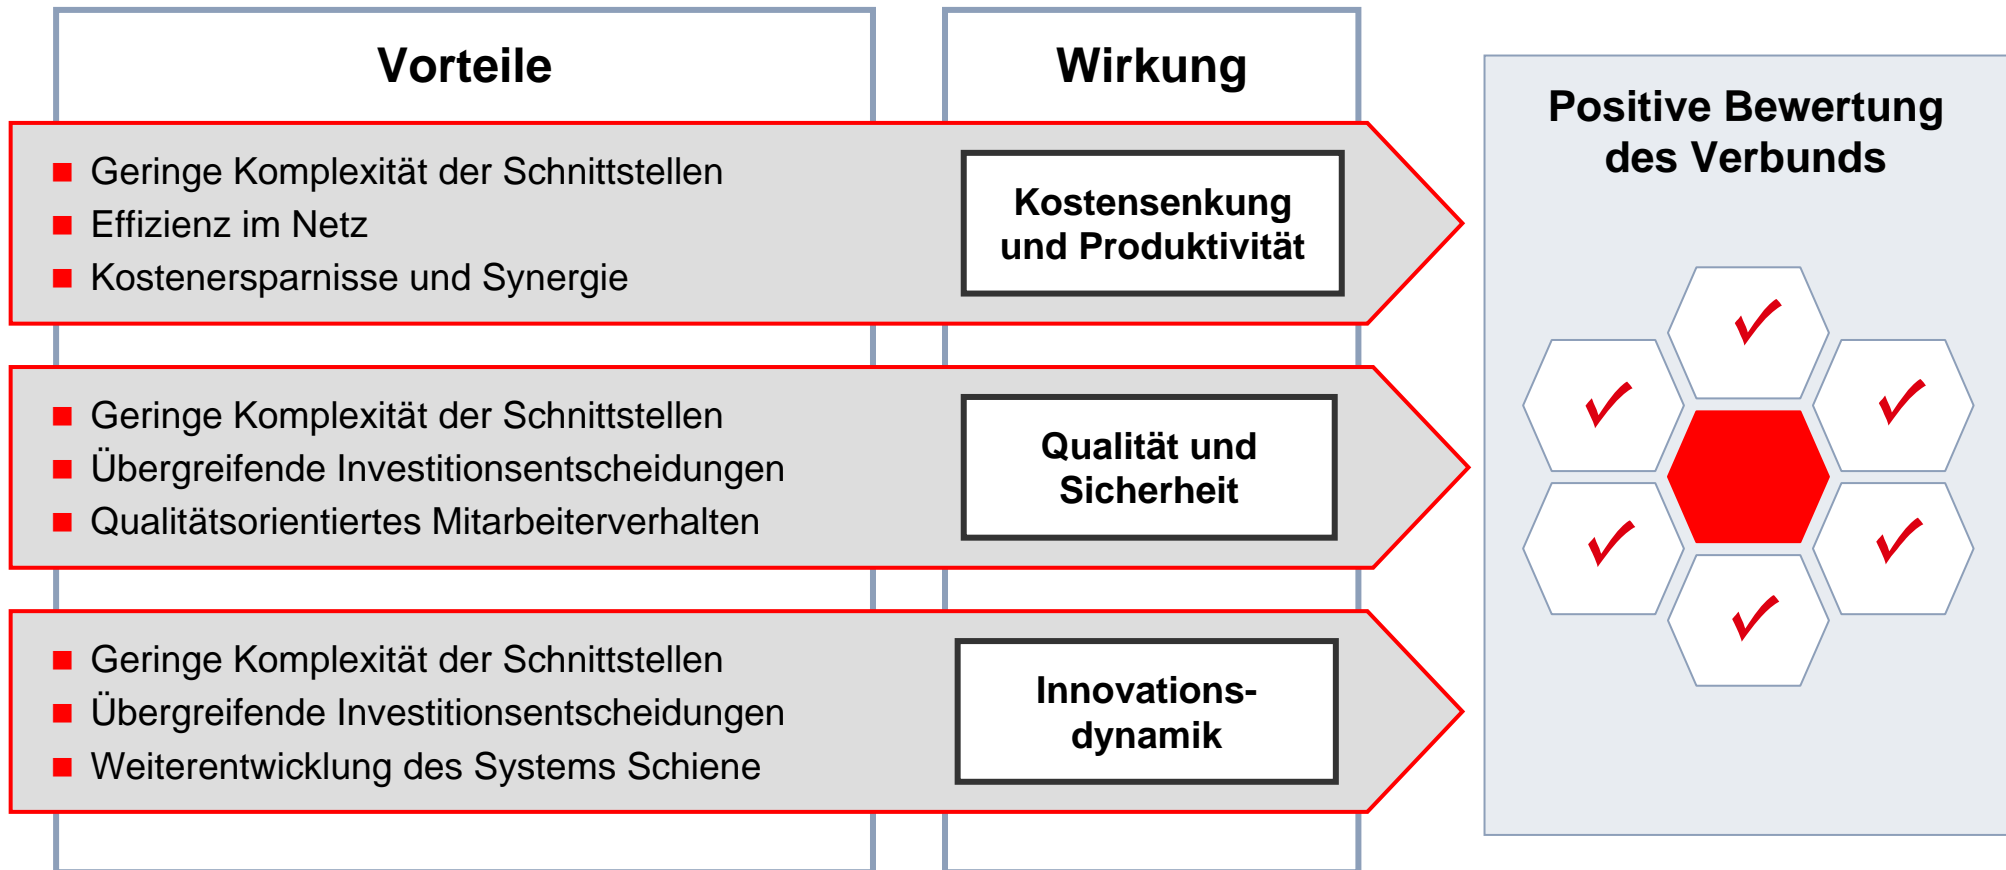 Vorteile
Wirkung
Positive Bewertung
des Verbunds
Geringe Komplexität der Schnittstellen
Effizienz im Netz
Kostenersparnisse und Synergie
Kostensenkung
und Produktivität
Geringe Komplexität der Schnittstellen
Übergreifende Investitionsentscheidungen
Qualitätsorientiertes Mitarbeiterverhalten
Qualität und
Sicherheit
Geringe Komplexität der Schnittstellen
Übergreifende Investitionsentscheidungen
Weiterentwicklung des Systems Schiene
Innovations-
dynamik